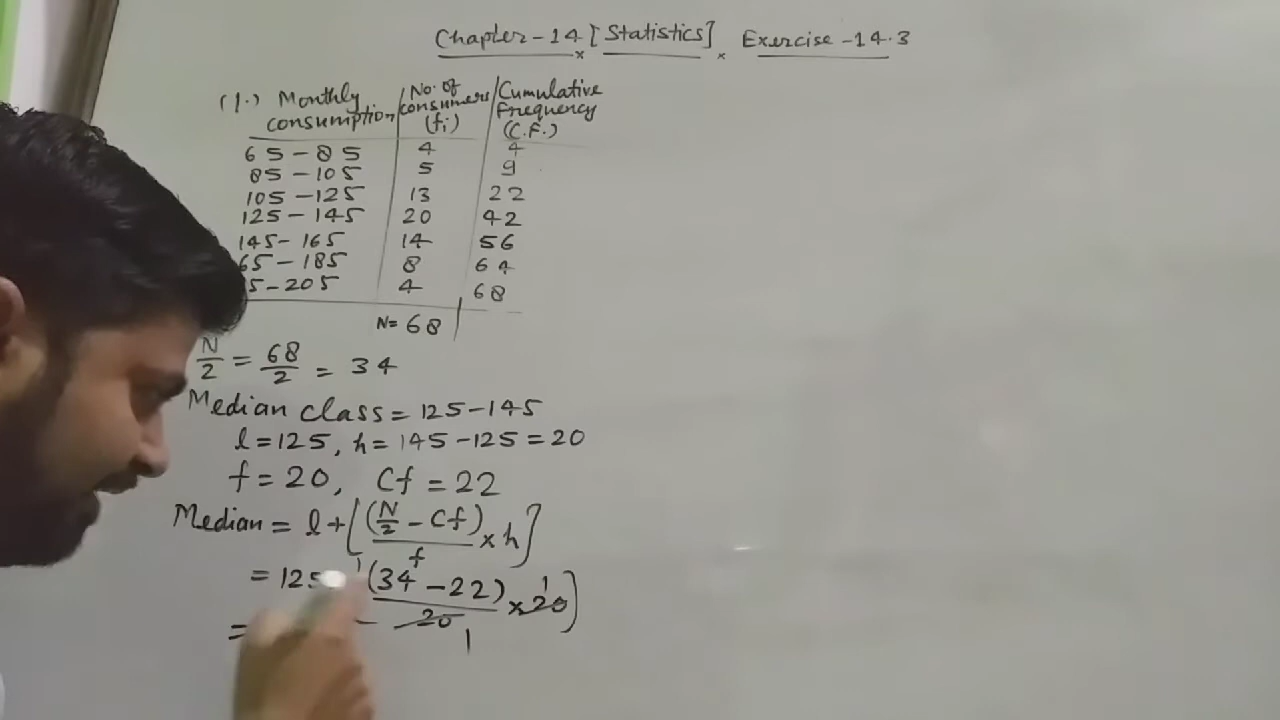 Chapter-14 [Statistics] Exercise-14.3
(1.) Monthly consumption No. of consumers (fi) Cumulative Frequency (C.F.)
65-85 4 4
85-105 5 9
105-125 13 22
125-145 20 42
145-165 14 56
65-185 8 64
5-205 4 68
N= 68
N/2 = 68/2 = 34
Median class = 125-145
l=125, h=145-125=20
f=20, Cf=22
Median = l+[(N/2-Cf)/f × h]
= 125 (34-22)/20 1 × 20 1)
=